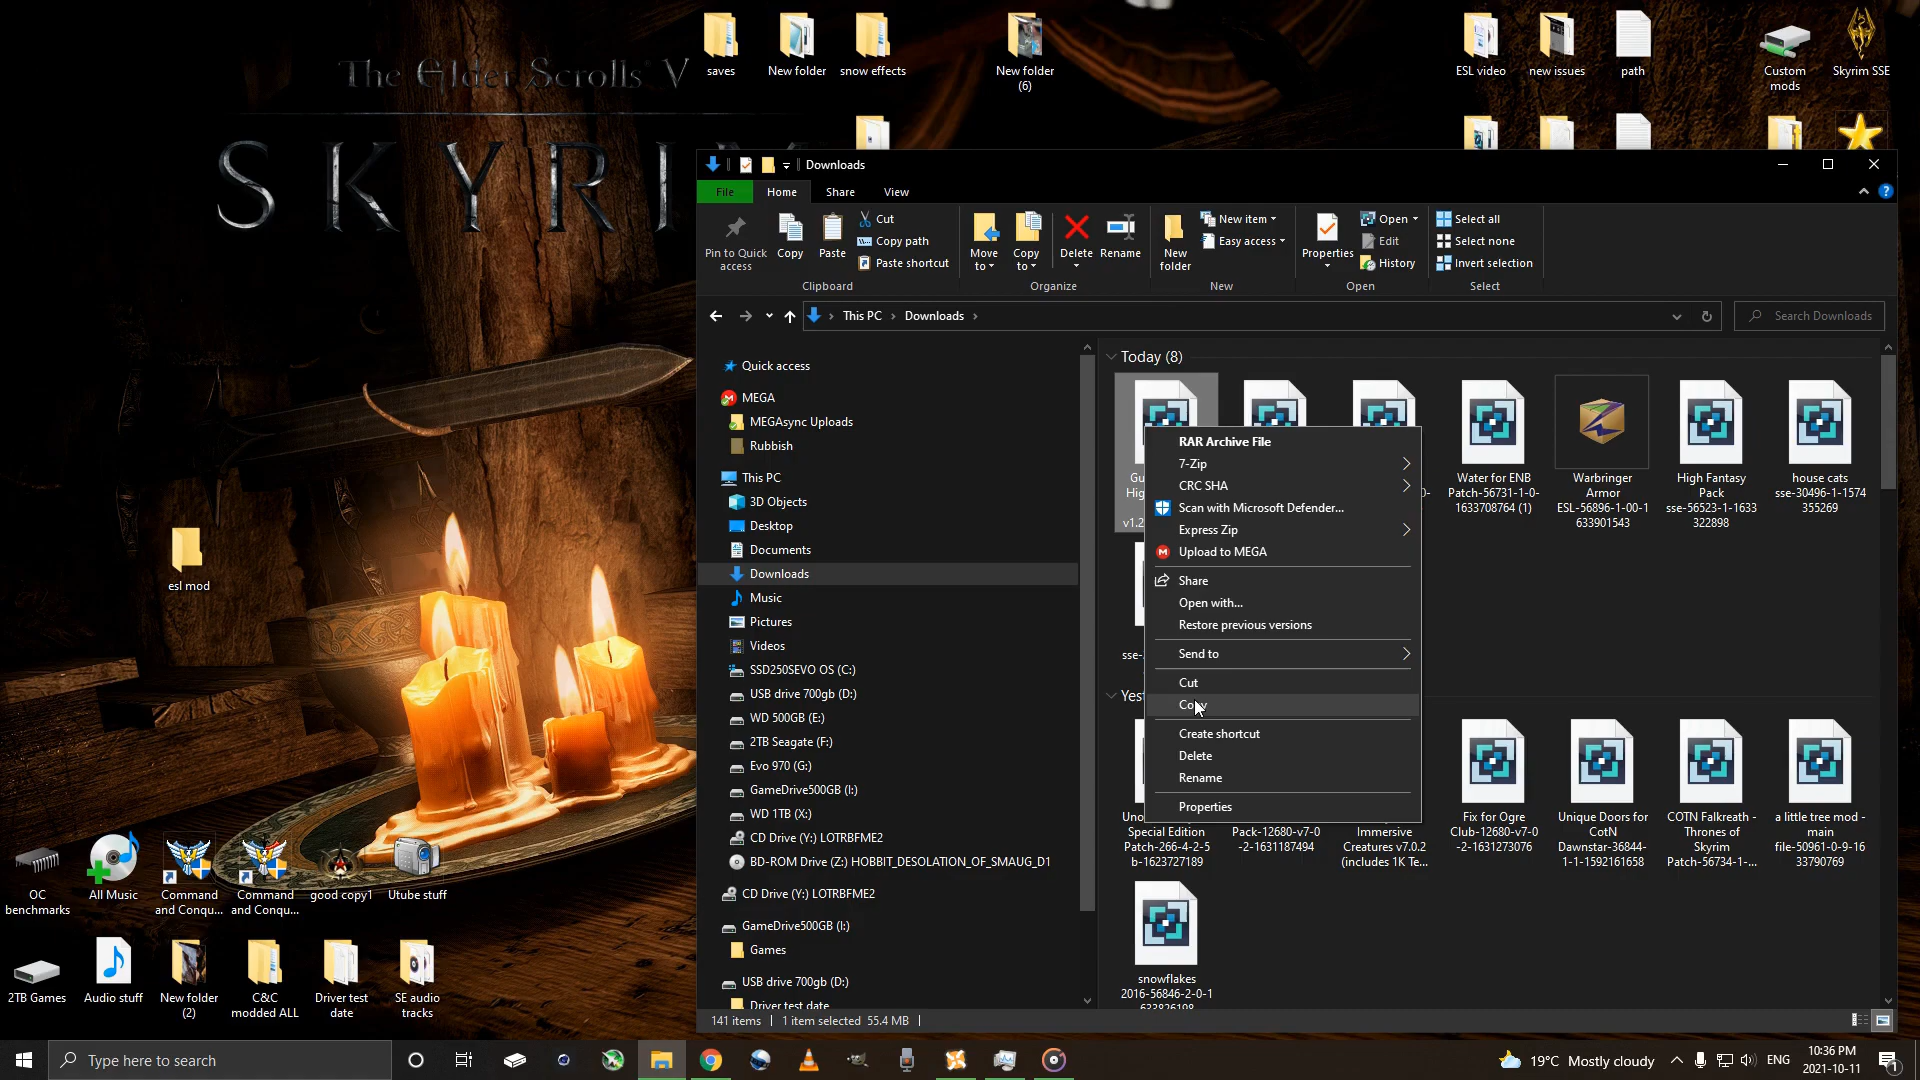 The Elder Scrolls V
SKYRI
saves
New folder
snow effects
New folder
(6)
ESL video
new issues
path
Custom
mods
Skyrim SSE
esl mod
OC
benchmarks
All Music
Command
and Conqu...
Command
and Conqu...
good copy1
Utube stuff
2TB Games
Audio stuff
New folder
(2)
C&C
modded ALL
Driver test
date
SE audio
tracks
Downloads
File
Home
Share
View
Pin to Quick
access
Copy
Paste
Cut
Copy path
Paste shortcut
Clipboard
Move
to
Copy
to
Delete
Rename
Organize
New
folder
New item
Easy access
New
Properties
Open
Edit
History
Open
Select all
Select none
Invert selection
Select
This PC
Downloads
Search Downloads
Quick access
MEGA
MEGAsync Uploads
Rubbish
This PC
3D Objects
Desktop
Documents
Downloads
Music
Pictures
Videos
SSD250SEVO OS (C:)
USB drive 700gb (D:)
WD 500GB (E:)
2TB Seagate (F:)
Evo 970 (G:)
GameDrive500GB (I:)
WD 1TB (X:)
CD Drive (Y:) LOTRBFME2
BD-ROM Drive (Z:) HOBBIT_DESOLATION_OF_SMAUG_D1
CD Drive (Y:) LOTRBFME2
GameDrive500GB (I:)
Games
USB drive 700gb (D:)
Driver test date
Today (8)
Gu
Hig
v1.2
Water for ENB
Patch-56731-1-0-
1633708764 (1)
Warbringer
Armor
ESL-56896-1-00-1
633901543
High Fantasy
Pack
sse-56523-1-1633
322898
house cats
sse-30496-1-1574
355269
sse-
RAR Archive File
7-Zip
CRC SHA
Scan with Microsoft Defender...
Express Zip
Upload to MEGA
Share
Open with...
Restore previous versions
Send to
Cut
Copy
Create shortcut
Delete
Rename
Properties
Yest
Uno
Special Edition
Patch-266-4-2-5
b-1623727189
Pack-12680-v7-0
-2-1631187494
Immersive
Creatures v7.0.2
(includes 1K Te...
Fix for Ogre
Club-12680-v7-0
-2-1631273076
Unique Doors for
CotN
Dawnstar-36844-
1-1-1592161658
COTN Falkreath -
Thrones of
Skyrim
Patch-56734-1-...
a little tree mod -
main
file-50961-0-9-16
33790769
snowflakes
2016-56846-2-0-1
633826198
141 items
1 item selected 55.4 MB
Type here to search
19°C Mostly cloudy
ENG
10:36 PM
2021-10-11
1